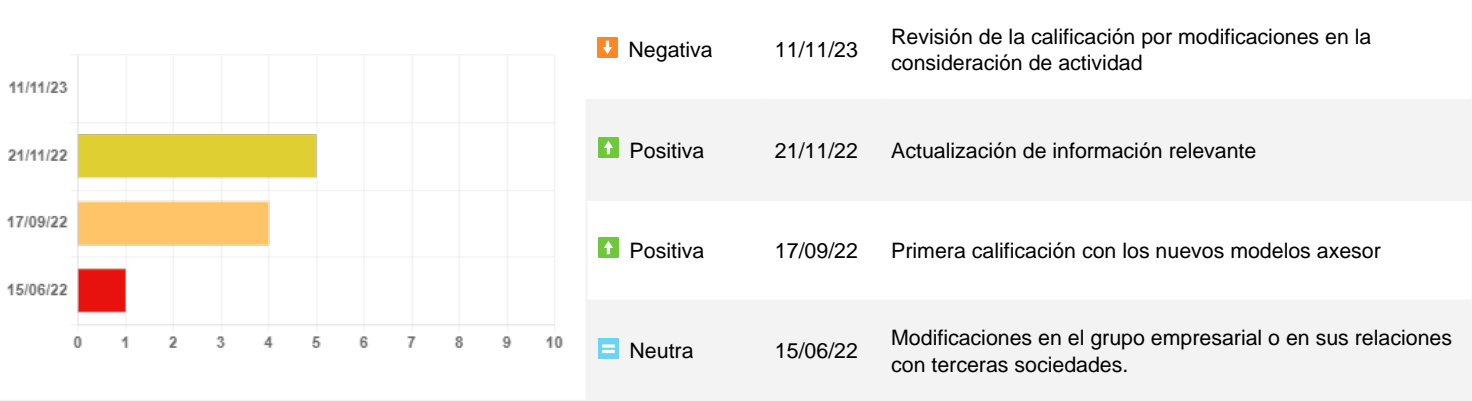 11/11/23
21/11/22
17/09/22
15/06/22
0 1 2 3 4 5 6 7 8 9 10
Negativa 11/11/23 Revisión de la calificación por modificaciones en la
consideración de actividad
Positiva 21/11/22 Actualización de información relevante
Positiva 17/09/22 Primera calificación con los nuevos modelos axesor
Neutra 15/06/22 Modificaciones en el grupo empresarial o en sus relaciones
con terceras sociedades.